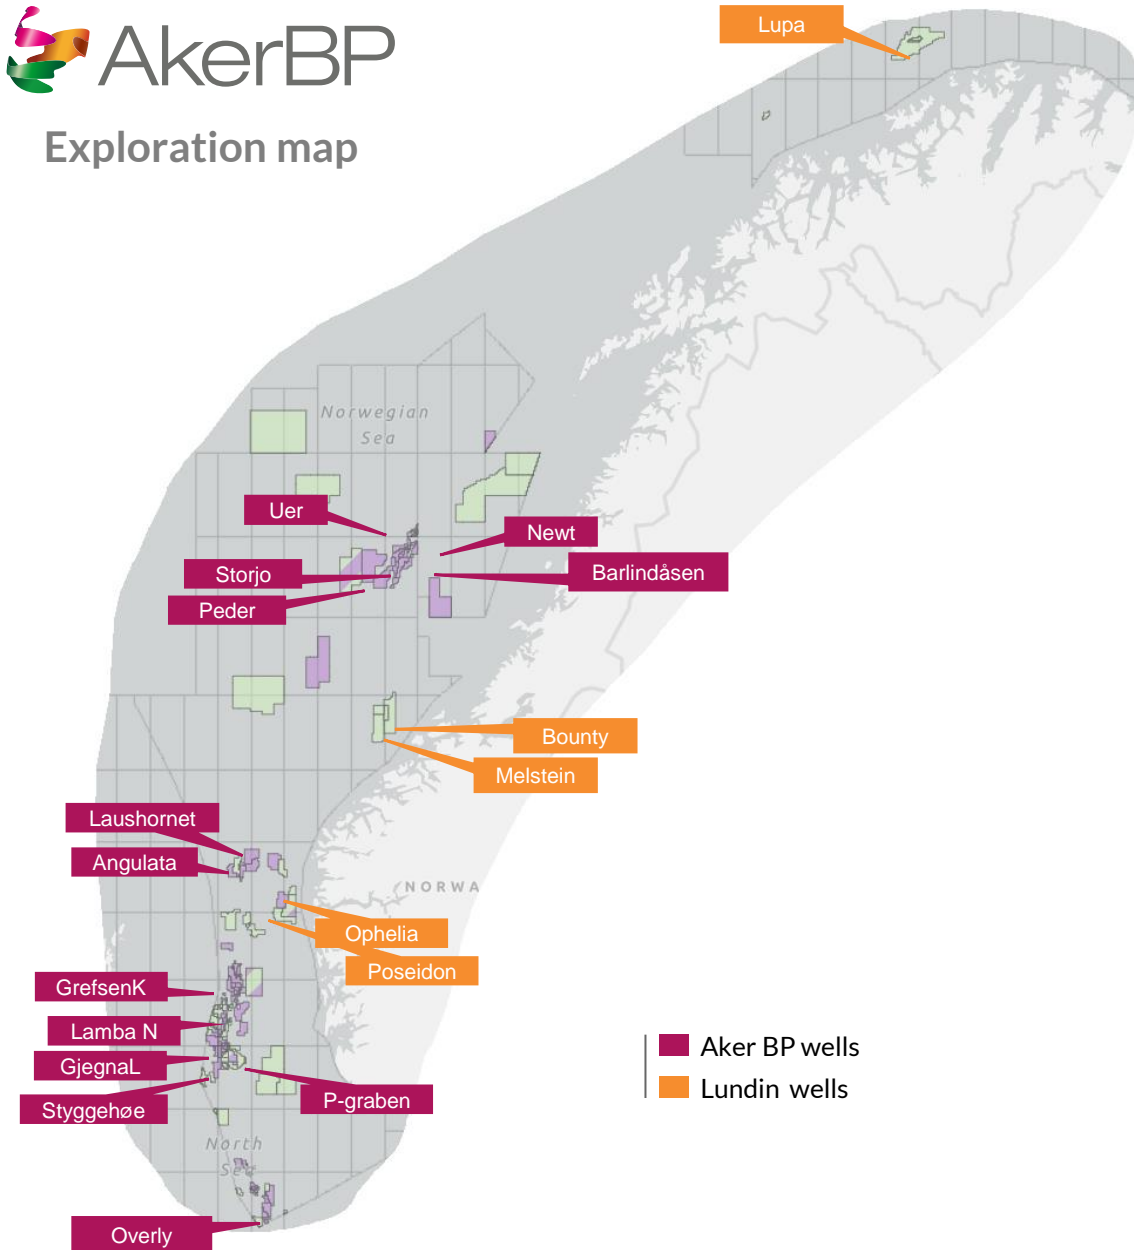 AkerBP
Exploration map
Lupa
Norwegian
Sea
Uer
Newt
Storjo
Barlindåsen
Peder
Bounty
Melstein
Laushornet
Angulata
NORWA
Ophelia
Poseidon
GrefsenK
Lamba N
GjegnaL
Styggehøe
P-graben
Aker BP wells
Lundin wells
North
Sea
Overly